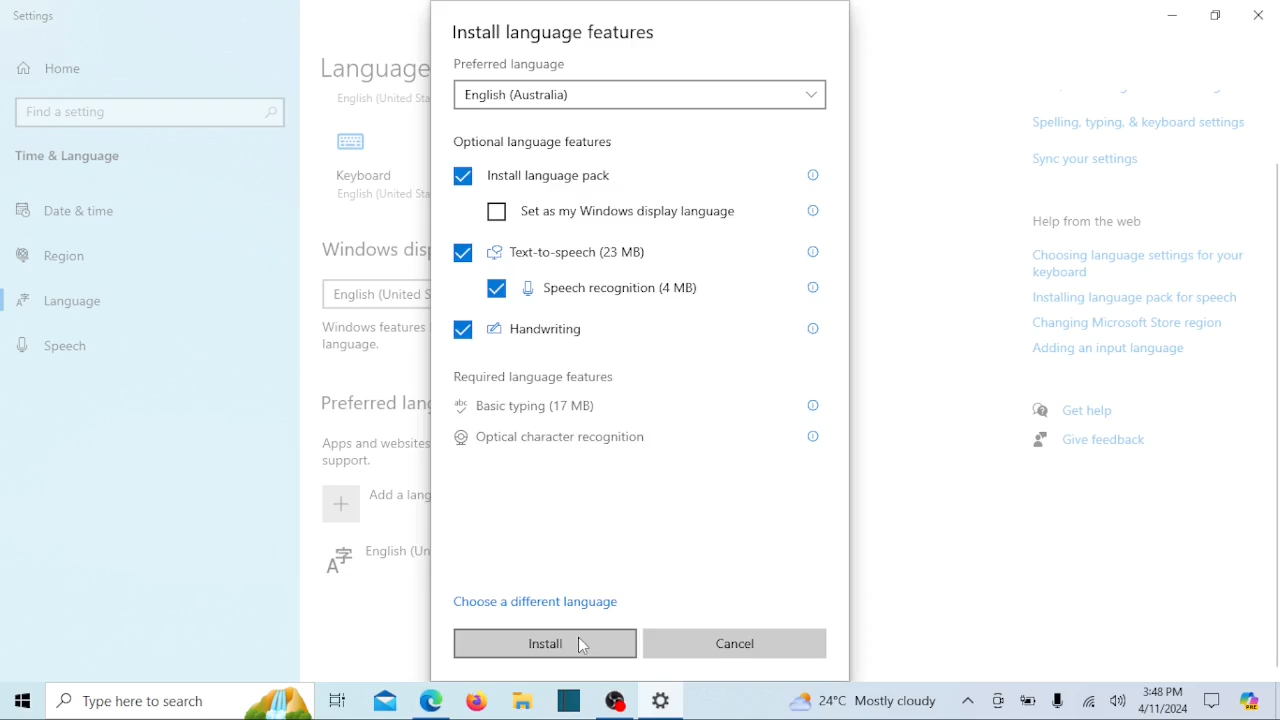 Settings
Home
Find a setting
Time & Language
Date & time
Region
Language
Speech
Language
English (United Sta
Keyboard
English (United Sta
Windows disp
English (United S
Windows features
language.
Preferred lang
Apps and websites
support.
Add a lang
English (Un
Install language features
Preferred language
English (Australia)
Optional language features
Install language pack
Set as my Windows display language
Text-to-speech (23 MB)
Speech recognition (4 MB)
Handwriting
Required language features
Basic typing (17 MB)
Optical character recognition
Choose a different language
Install
Cancel
Spelling, typing, & keyboard settings
Sync your settings
Help from the web
Choosing language settings for your
keyboard
Installing language pack for speech
Changing Microsoft Store region
Adding an input language
Get help
Give feedback
Type here to search
24°C Mostly cloudy
3:48 PM
4/11/2024